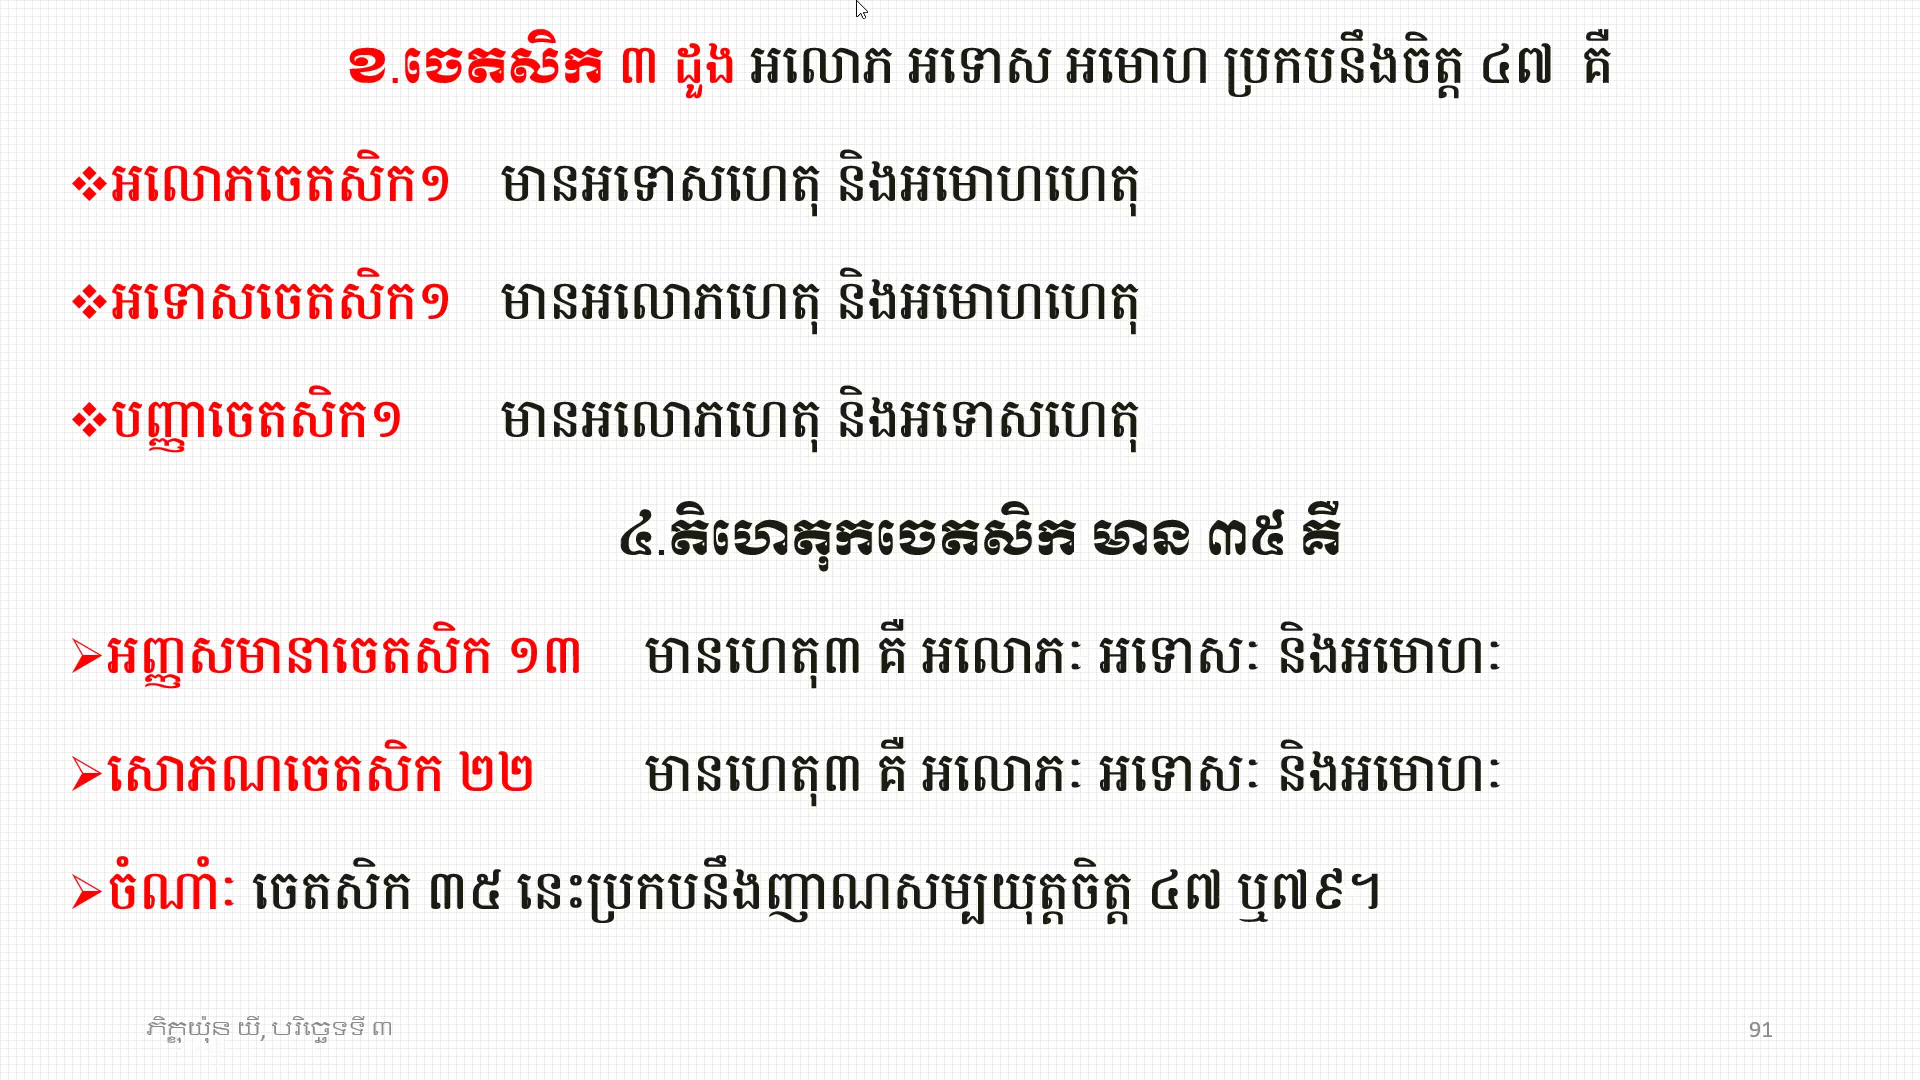 ខ.ចេតសិក ៣ ដួង អលោភ អទោស អមោហ ប្រកបនឹងចិត្ត ៤៧ គឺ
❖អលោភចេតសិក១ មានអទោសហេតុ និងអមោហហេតុ
❖អទោសចេតសិក១ មានអលោភហេតុ និងអមោហហេតុ
❖បញ្ញាចេតសិក១ មានអលោភហេតុ និងអទោសហេតុ
៤.តិហេតុកចេតសិក មាន ៣៥ គឺ
➢អញ្ញសមានាចេតសិក ១៣ មានហេតុ៣ គឺ អលោភៈ អទោសៈ និងអមោហៈ
➢សោភណចេតសិក ២២ មានហេតុ៣ គឺ អលោភៈ អទោសៈ និងអមោហៈ
➢ចំណាំៈ ចេតសិក ៣៥ នេះប្រកបនឹងញាណសម្បយុត្តចិត្ត ៤៧ ឬ៧៩។
ភិក្ខុយ៉ុន យី, បរិច្ឆេទទី ៣
91